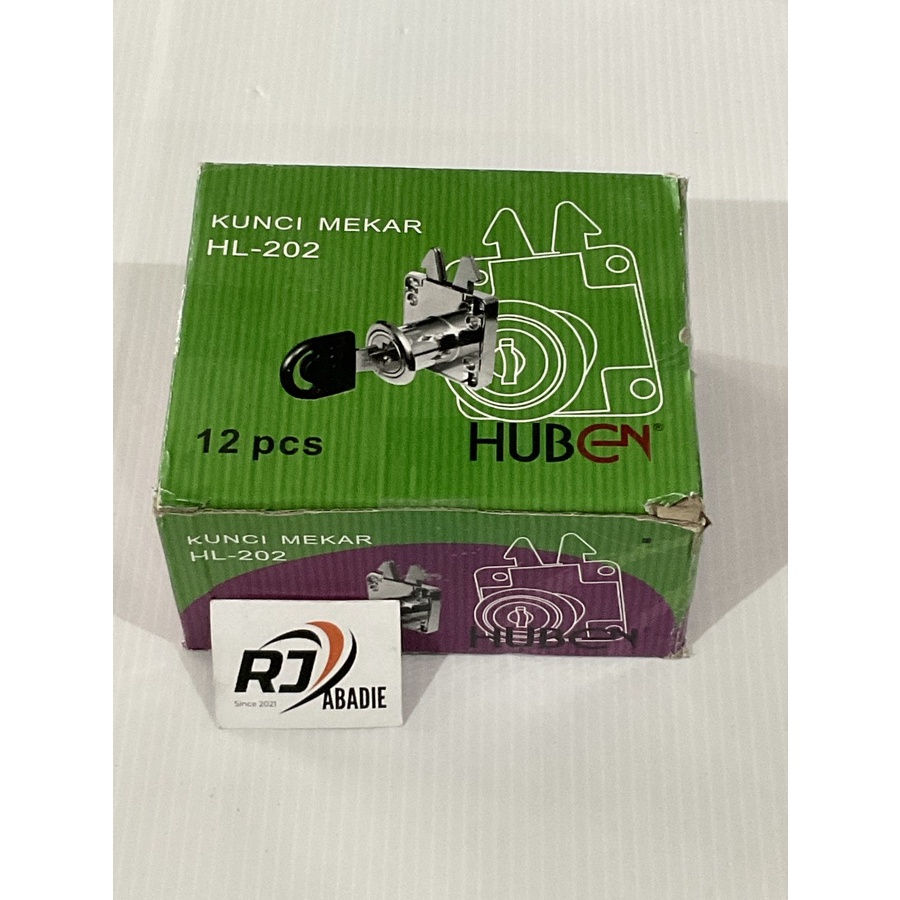 KUNCI MEKAR
HL-202
12 pcs
HUBEN®
KUNCI MEKAR
HL-202
HUBEN
RJ
ABADIE
Since 2021